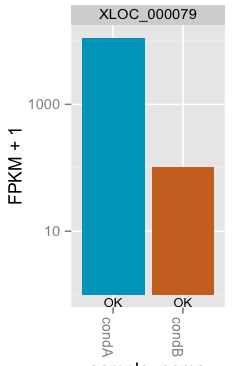 XLOC_000079
FPKM + 1
1000
10
OK OK
condA
condB